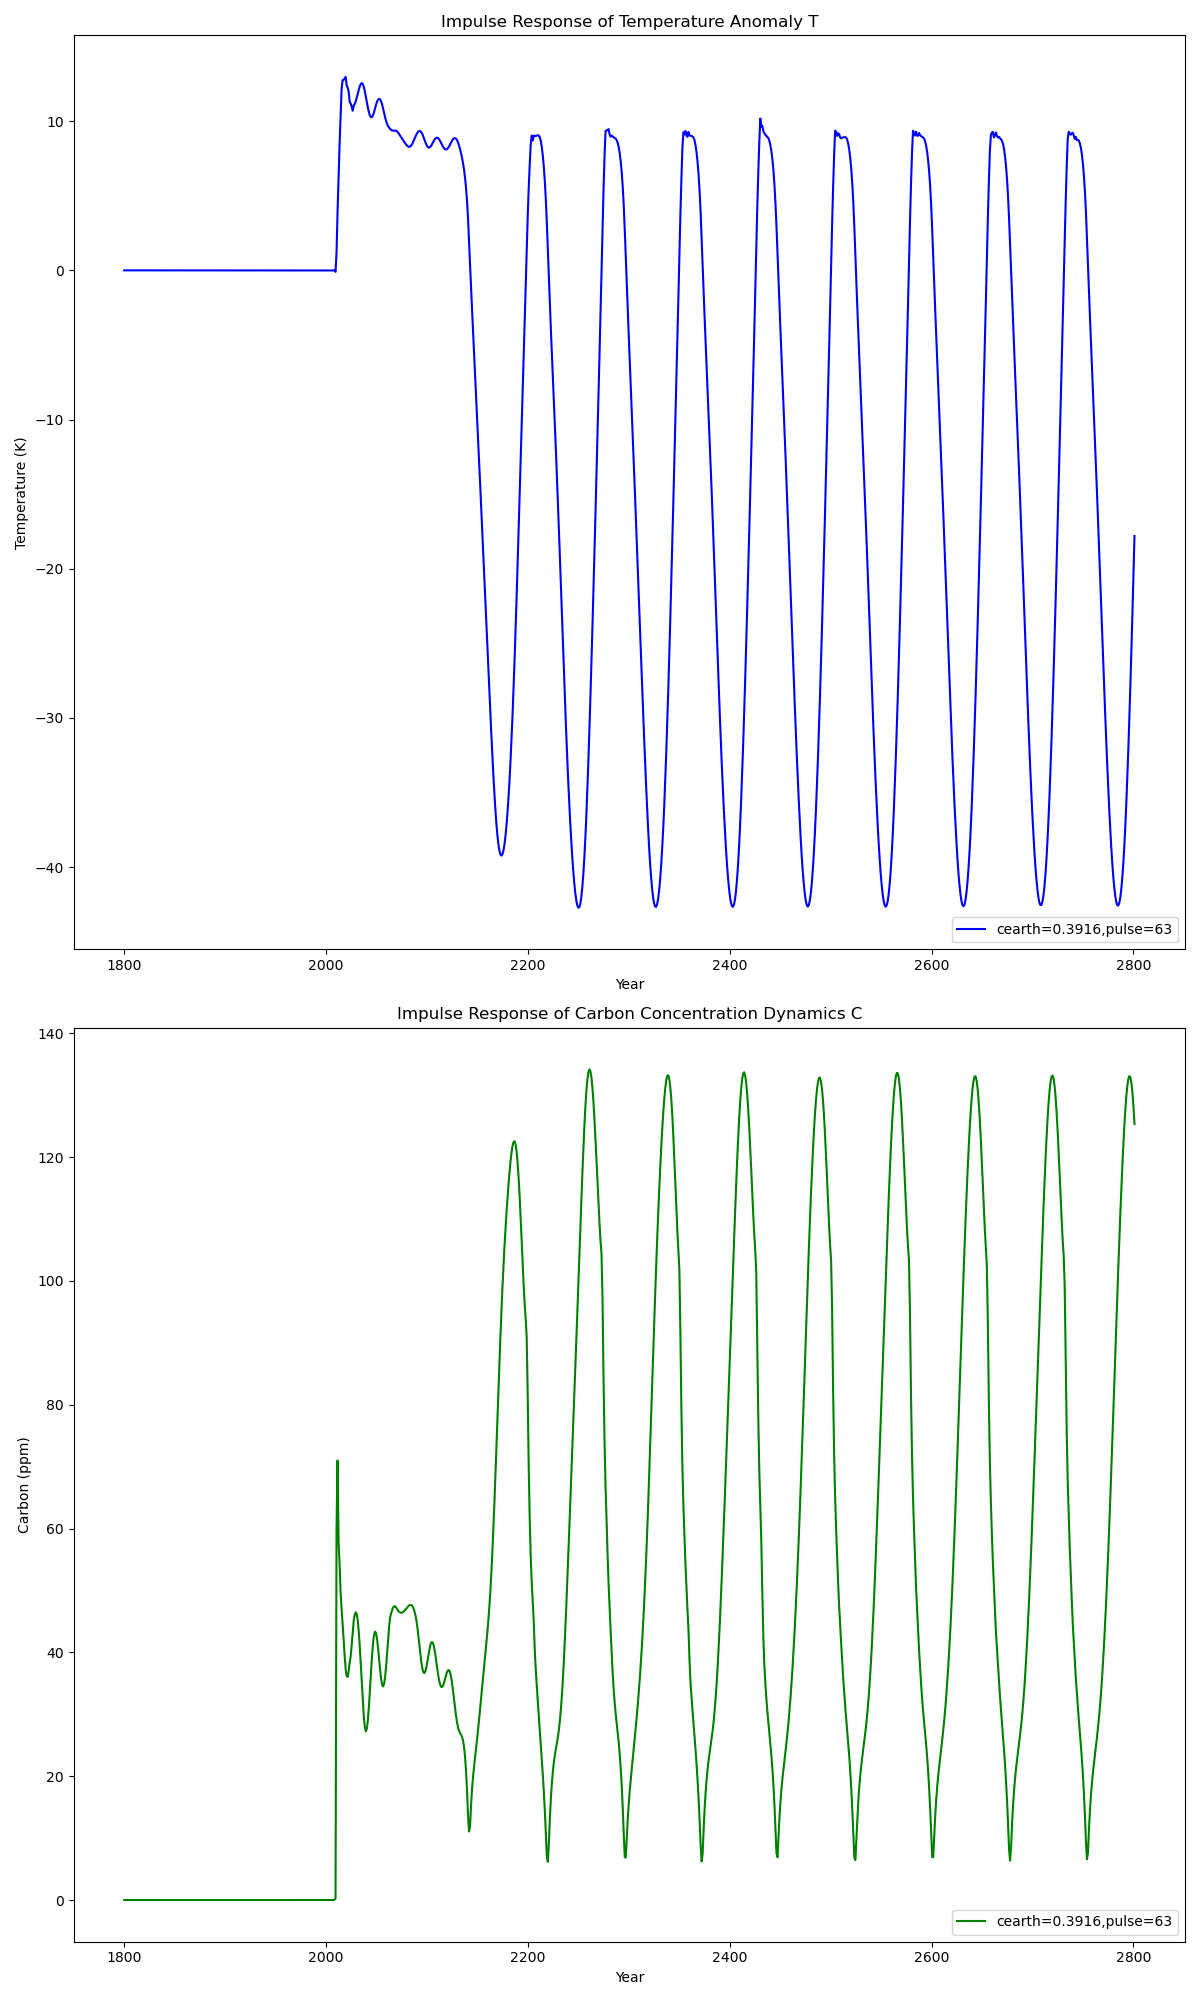 Impulse Response of Temperature Anomaly T
10
0
−10
−20
−30
−40
Temperature (K)
1800 2000 2200 2400 2600 2800
Year
cearth=0.3916,pulse=63
Impulse Response of Carbon Concentration Dynamics C
140
120
100
80
60
40
20
0
Carbon (ppm)
1800 2000 2200 2400 2600 2800
Year
cearth=0.3916,pulse=63